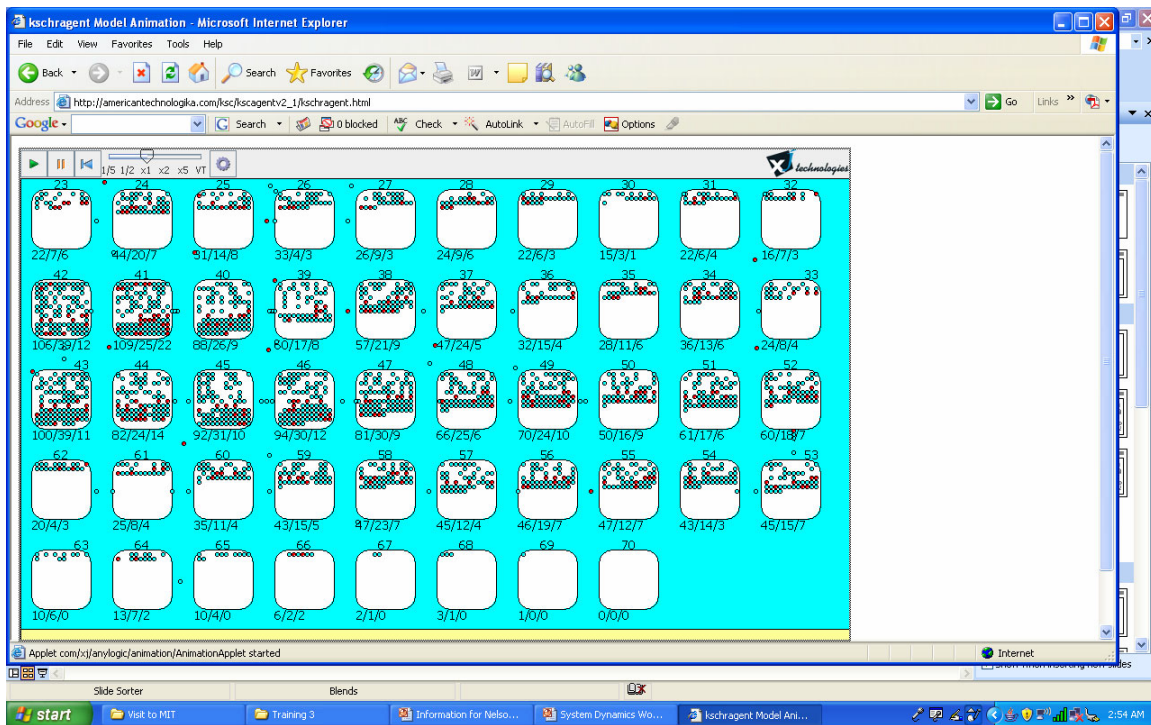 kschragent Model Animation - Microsoft Internet Explorer
File Edit View Favorites Tools Help
Back Search Favorites
Address http://americantechnologika.com/ksc/kscagentv2_1/kschragent.html Go Links »
Google Search 0 blocked ABC Check AutoLink AutoFill Options
1/5 1/2 x1 x2 x5 VT technologies
23 24 25 26 27 28 29 30 31 32
22/7/6 44/20/7 31/14/8 33/4/3 26/9/3 24/9/6 22/6/3 15/3/1 22/6/4 16/7/3
42 41 40 39 38 37 36 35 34 33
106/39/12 109/25/22 88/26/9 60/17/8 57/21/9 47/24/5 32/15/4 28/11/6 36/13/6 24/8/4
43 44 45 46 47 48 49 50 51 52
100/39/11 82/24/14 92/31/10 94/30/12 81/30/9 66/25/6 70/24/10 50/16/9 61/17/6 60/18/7
62 61 60 59 58 57 56 55 54 53
20/4/3 25/8/4 35/11/4 43/15/5 47/23/7 45/12/4 46/19/7 47/12/7 43/14/3 45/15/7
63 64 65 66 67 68 69 70
10/6/0 13/7/2 10/4/0 6/2/2 2/1/0 3/1/0 1/0/0 0/0/0
Applet com/xj/anylogic/animation/AnimationApplet started Internet
Slide Sorter Blends
start Visit to MIT Training 3 Information for Nelso... System Dynamics Wo... kschragent Model Ani... 2:54 AM